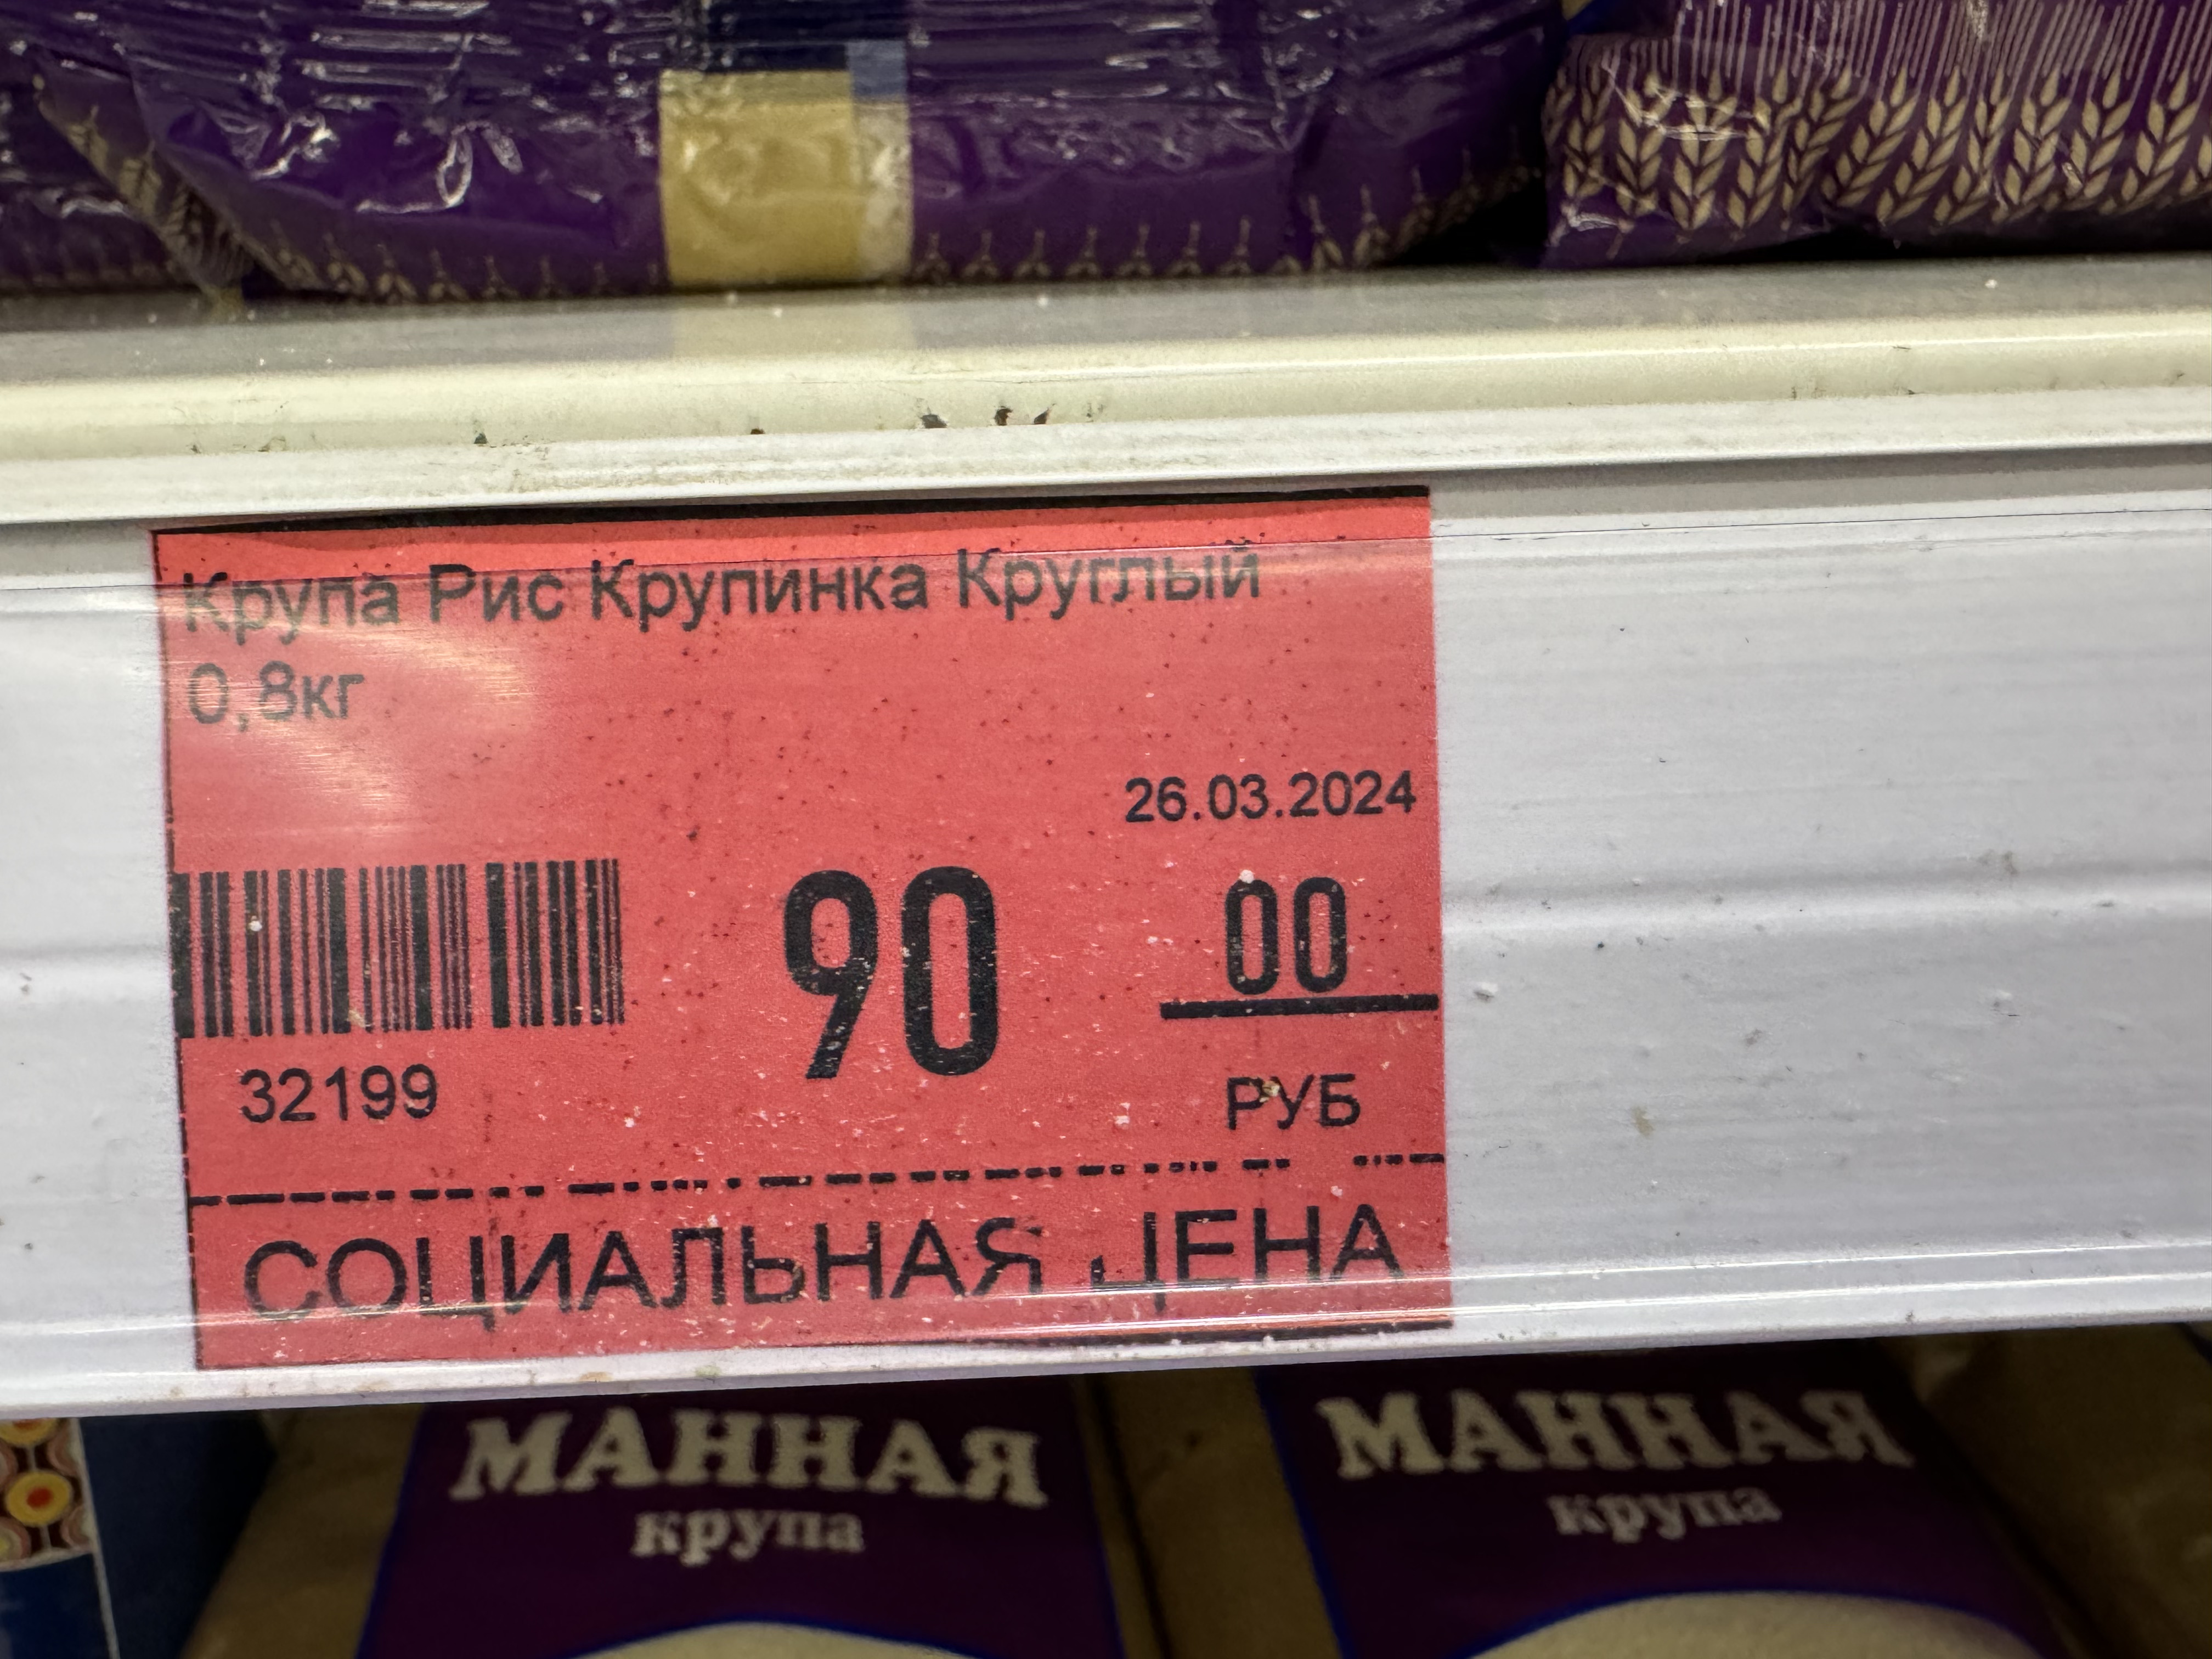 Крупа Рис Крупинка Круглый
0,8кг
26.03.2024
90 00
32199
РУБ
СОЦИАЛЬНАЯ ЦЕНА
МАННАЯ
крупа
МАННАЯ
крупа